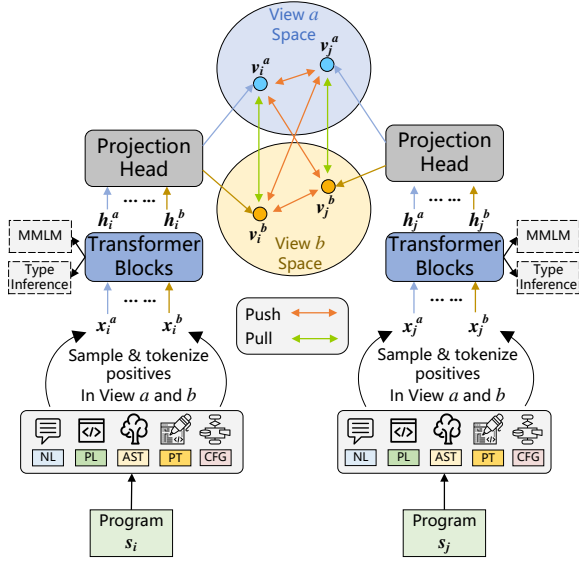 View a
Space
v_i^a
v_j^a
Projection
Head
Projection
Head
v_i^b
v_j^b
View b
Space
... ...
h_i^a h_i^b
... ...
h_j^a h_j^b
MMLM
Type
Inference
Transformer
Blocks
Transformer
Blocks
MMLM
Type
Inference
... ...
x_i^a x_i^b
... ...
x_j^a x_j^b
Push
Pull
Sample & tokenize
positives
In View a and b
Sample & tokenize
positives
In View a and b
NL PL AST PT CFG
NL PL AST PT CFG
Program
s_i
Program
s_j